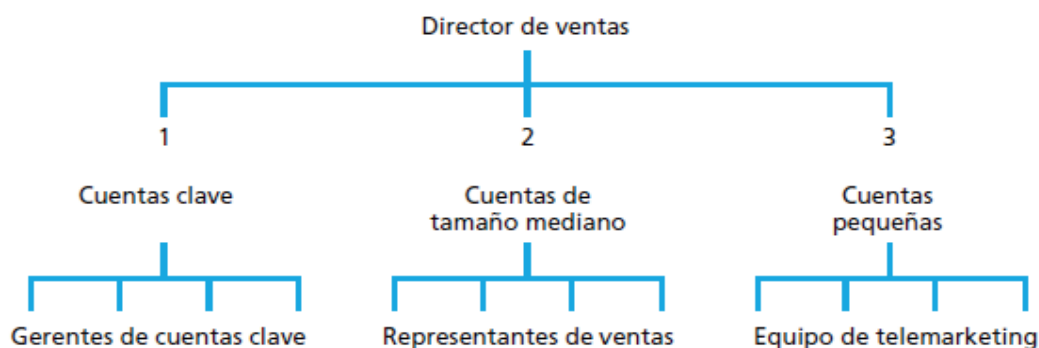 Director de ventas
1
2
3
Cuentas clave
Cuentas de
tamaño mediano
Cuentas
pequeñas
Gerentes de cuentas clave
Representantes de ventas
Equipo de telemarketing